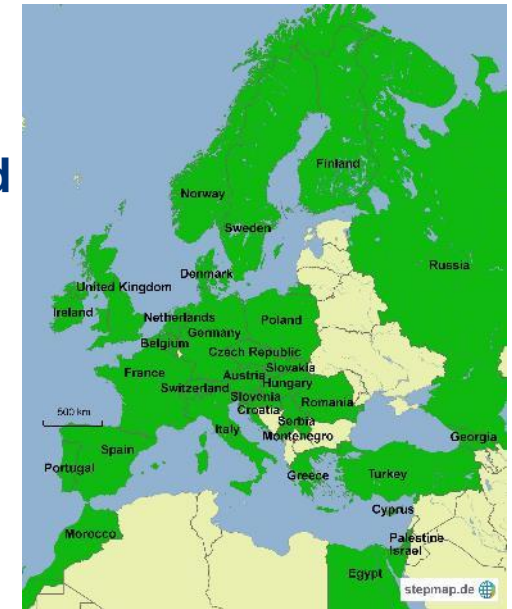 d
Finland
Norway
Sweden
Russia
Denmark
United Kingdom
Ireland
Netherlands
Germany
Poland
Belgium
Czech Republic
Slovakia
France
Austria
Hungary
Switzerland
Slovenia
Romania
Croatia
500 km
Serbia
Italy
Montenegro
Georgia
Spain
Portugal
Greece
Turkey
Cyprus
Morocco
Palestine
Israel
Egypt
stepmap.de